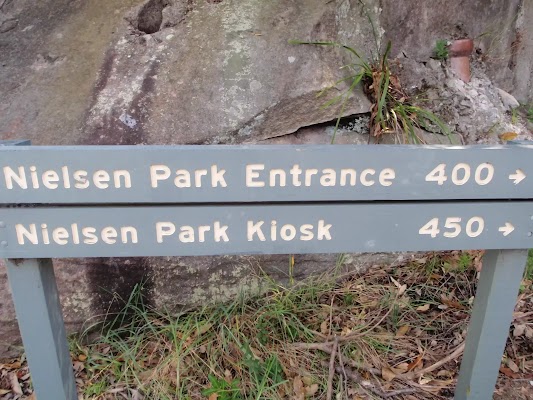 Nielsen Park Entrance 400 →
Nielsen Park Kiosk 450 →